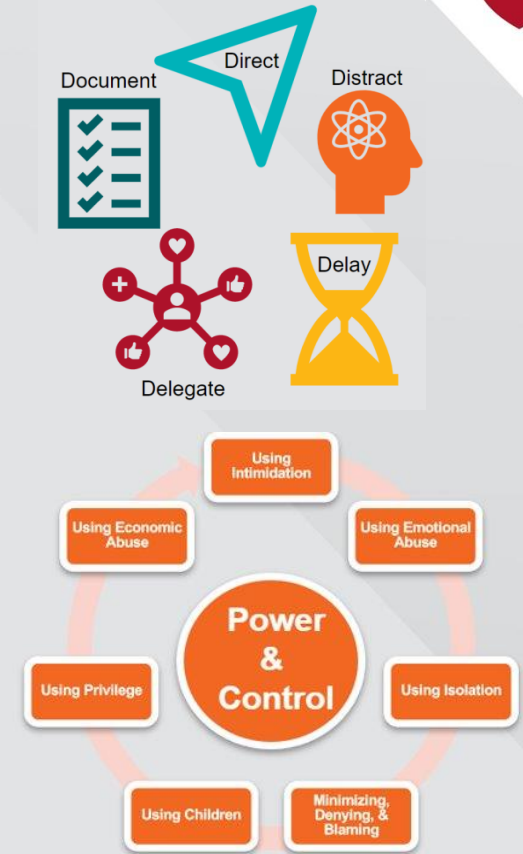 Direct
Document
Distract
Delay
Delegate
Using
Intimidation
Using Economic
Abuse
Using Emotional
Abuse
Power
&
Control
Using Privilege
Using Isolation
Using Children
Minimizing,
Denying, &
Blaming